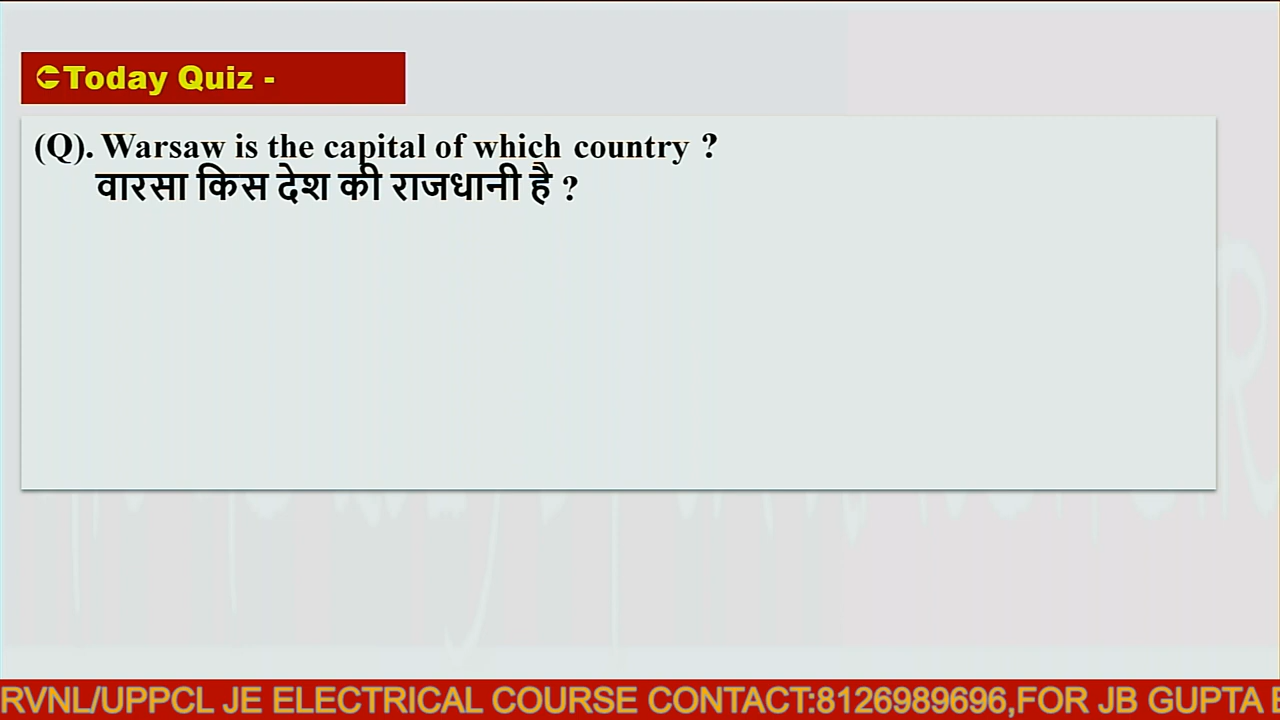 Today Quiz -
(Q). Warsaw is the capital of which country ?
वारसा किस देश की राजधानी है ?
RVNL/UPPCL JE ELECTRICAL COURSE CONTACT:8126989696,FOR JB GUPTA